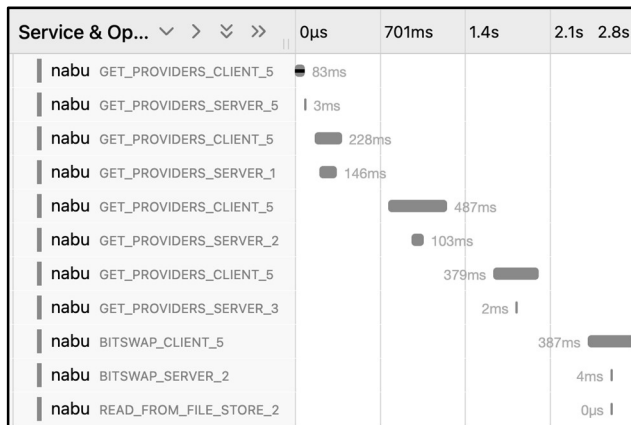 Service & Op... 0μs 701ms 1.4s 2.1s 2.8s
nabu GET_PROVIDERS_CLIENT_5 83ms
nabu GET_PROVIDERS_SERVER_5 3ms
nabu GET_PROVIDERS_CLIENT_5 228ms
nabu GET_PROVIDERS_SERVER_1 146ms
nabu GET_PROVIDERS_CLIENT_5 487ms
nabu GET_PROVIDERS_SERVER_2 103ms
nabu GET_PROVIDERS_CLIENT_5 379ms
nabu GET_PROVIDERS_SERVER_3 2ms
nabu BITSWAP_CLIENT_5 387ms
nabu BITSWAP_SERVER_2 4ms
nabu READ_FROM_FILE_STORE_2 0μs